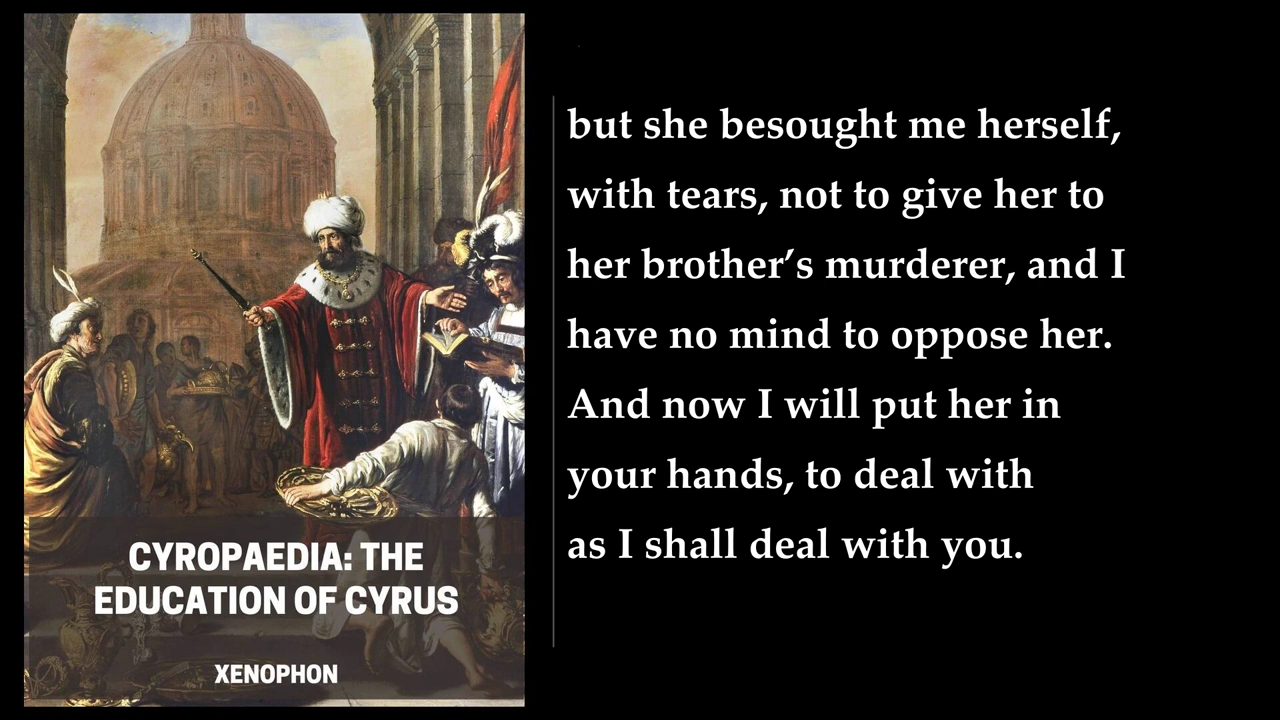 CYROPAEDIA: THE
EDUCATION OF CYRUS
XENOPHON
but she besought me herself,
with tears, not to give her to
her brother’s murderer, and I
have no mind to oppose her.
And now I will put her in
your hands, to deal with
as I shall deal with you.